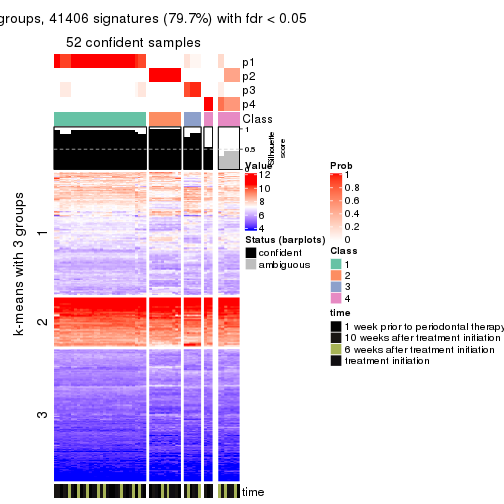 groups, 41406 signatures (79.7%) with fdr < 0.05
52 confident samples
p1
p2
p3
p4
Class
1
0.5
0
Silhouette
score
k-means with 3 groups
1
2
3
time
Value
12
10
8
6
4
Status (barplots)
confident
ambiguous
Prob
1
0.8
0.6
0.4
0.2
0
Class
1
2
3
4
time
1 week prior to periodontal therapy
10 weeks after treatment initiation
6 weeks after treatment initiation
treatment initiation